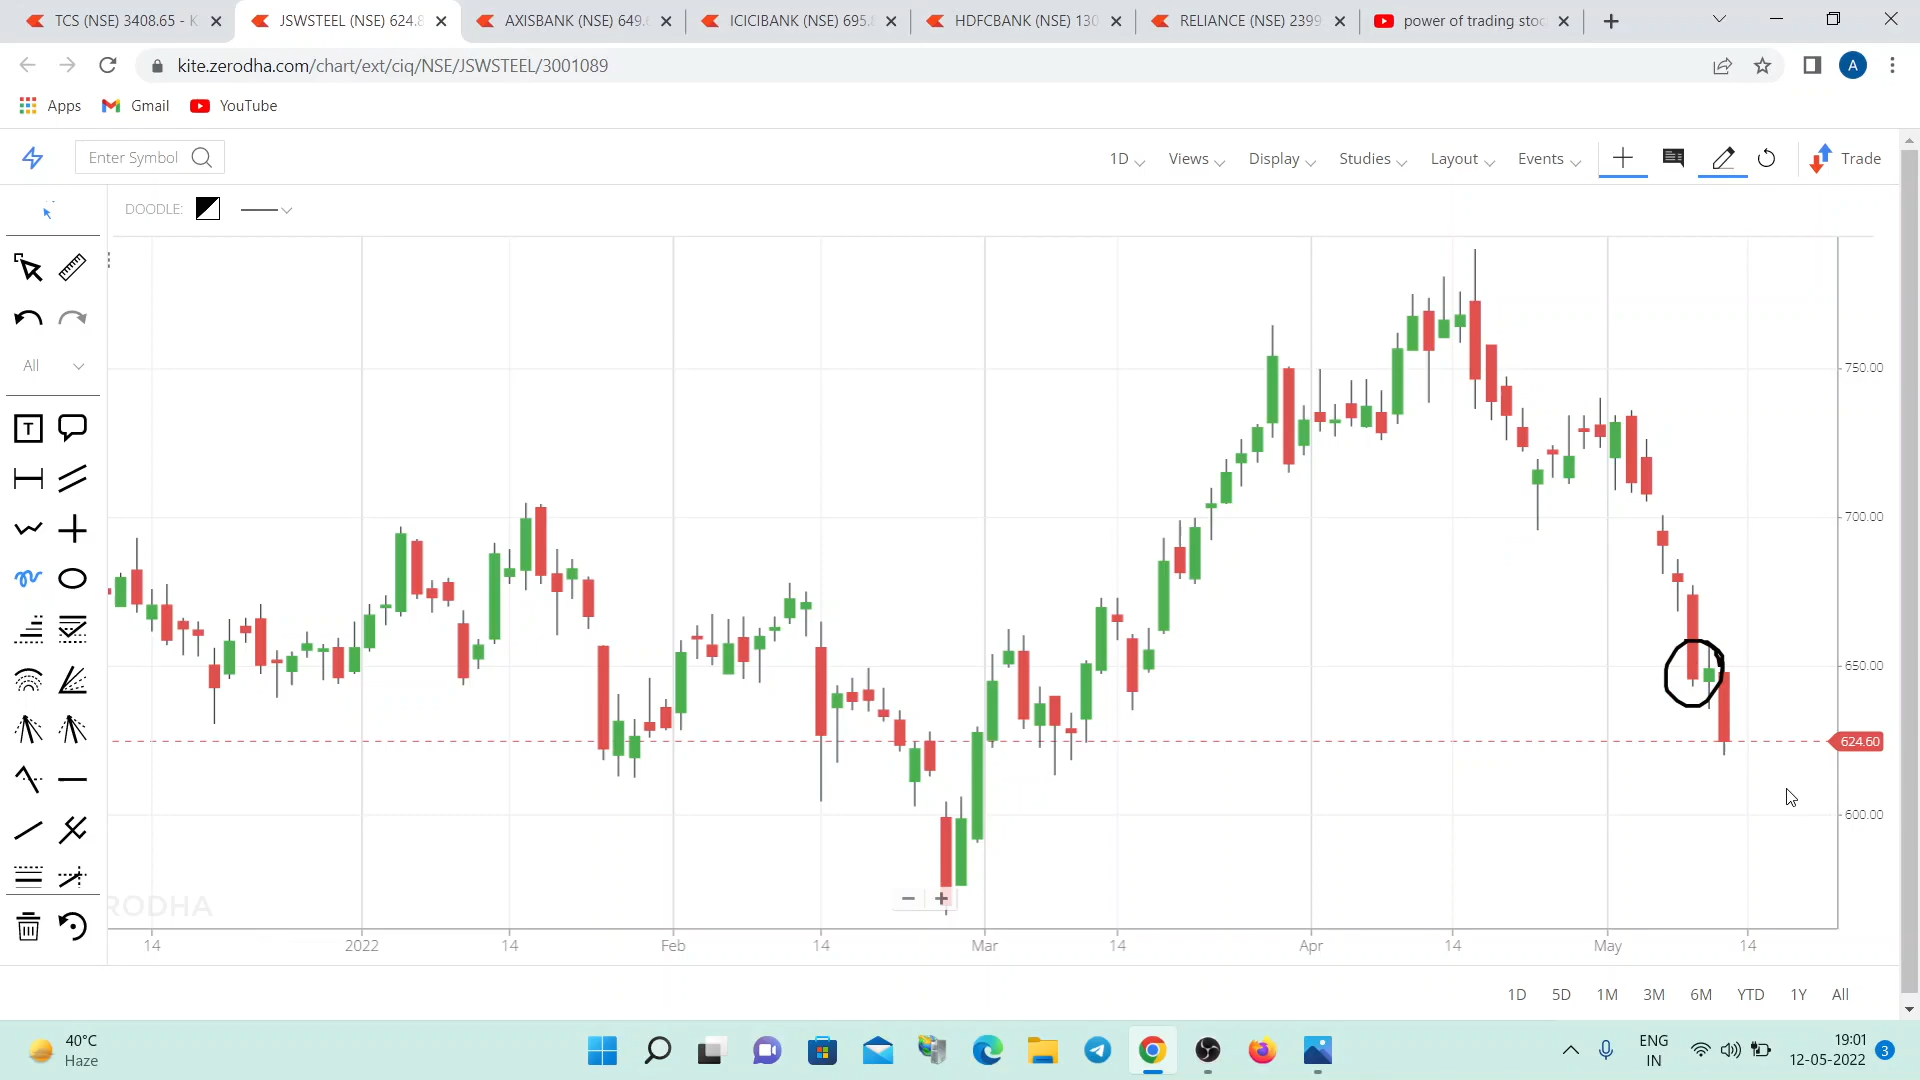 TCS (NSE) 3408.65 - K
JSWSTEEL (NSE) 624.8
AXISBANK (NSE) 649.
ICICIBANK (NSE) 695.
HDFCBANK (NSE) 130
RELIANCE (NSE) 2399
power of trading stoc
kite.zerodha.com/chart/ext/ciq/NSE/JSWSTEEL/3001089
A
Apps
Gmail
YouTube
Enter Symbol
1D
Views
Display
Studies
Layout
Events
Trade
DOODLE:
All
T
750.00
700.00
650.00
624.60
600.00
RODHA
14
2022
14
Feb
14
Mar
14
Apr
14
May
14
1D
5D
1M
3M
6M
YTD
1Y
All
40°C
Haze
ENG
IN
19:01
12-05-2022
3